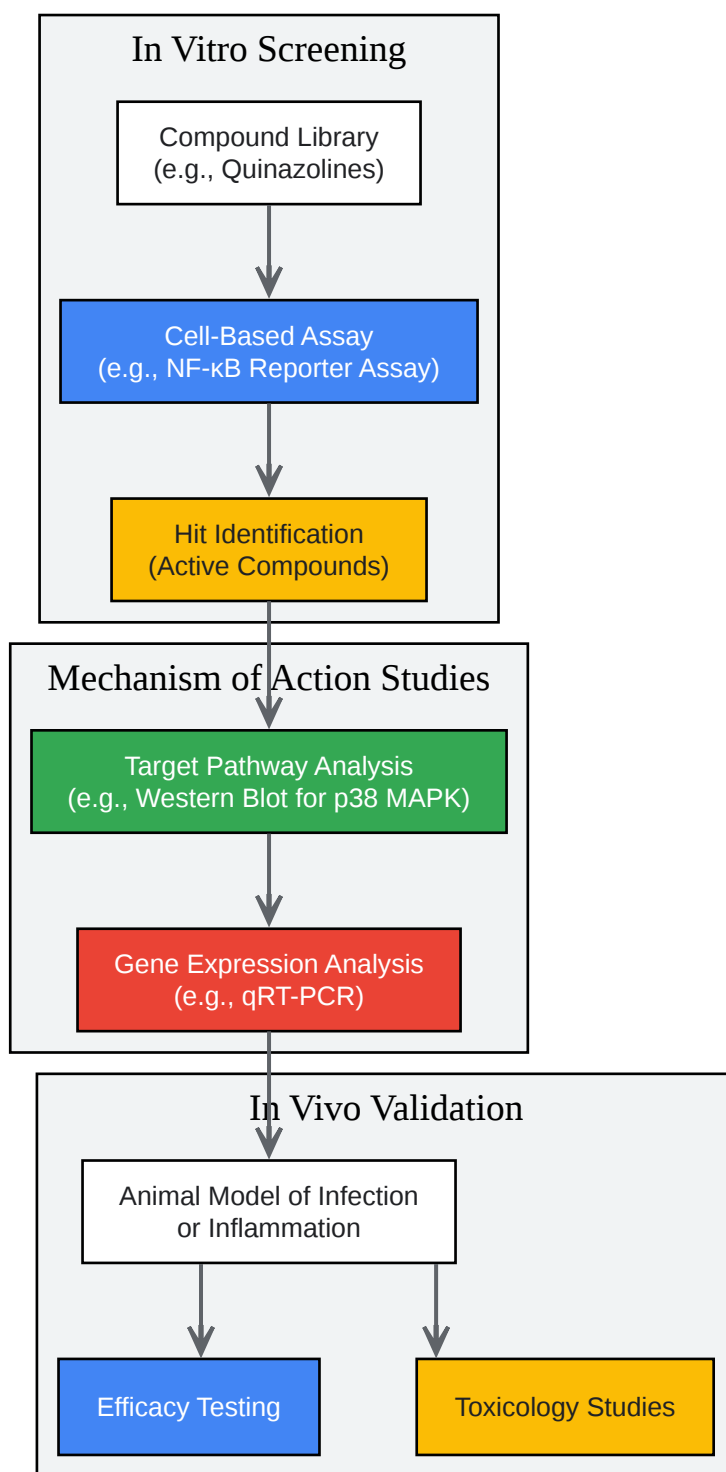 In Vitro Screening
Compound Library
(e.g., Quinazolines)
Cell-Based Assay
(e.g., NF-κB Reporter Assay)
Hit Identification
(Active Compounds)
Mechanism of Action Studies
Target Pathway Analysis
(e.g., Western Blot for p38 MAPK)
Gene Expression Analysis
(e.g., qRT-PCR)
In Vivo Validation
Animal Model of Infection
or Inflammation
Efficacy Testing
Toxicology Studies